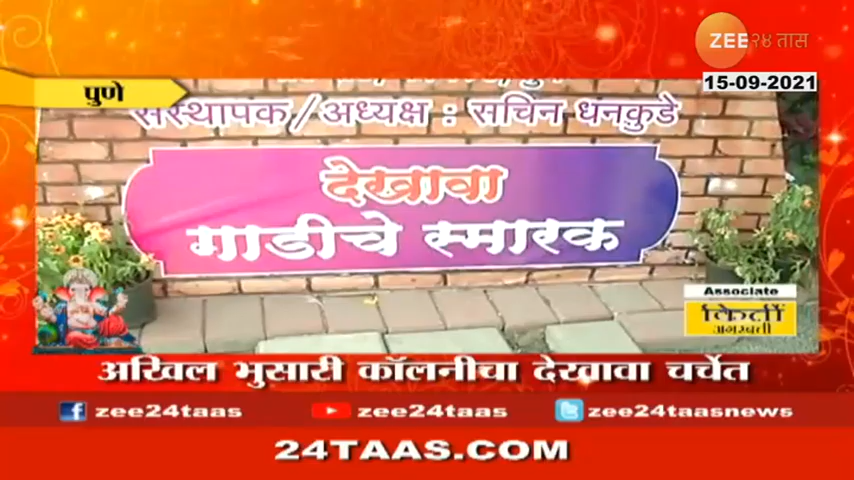 ZEE २४ तास
15-09-2021
पुणे
संस्थापक/अध्यक्ष : सचिन धनकुडे
देखावा
गाडीचे स्मारक
Associate
किर्ती
अगरबत्ती
अखिल भुसारी कॉलनीचा देखावा चर्चेत
zee24taas zee24taas zee24taasnews
24TAAS.COM